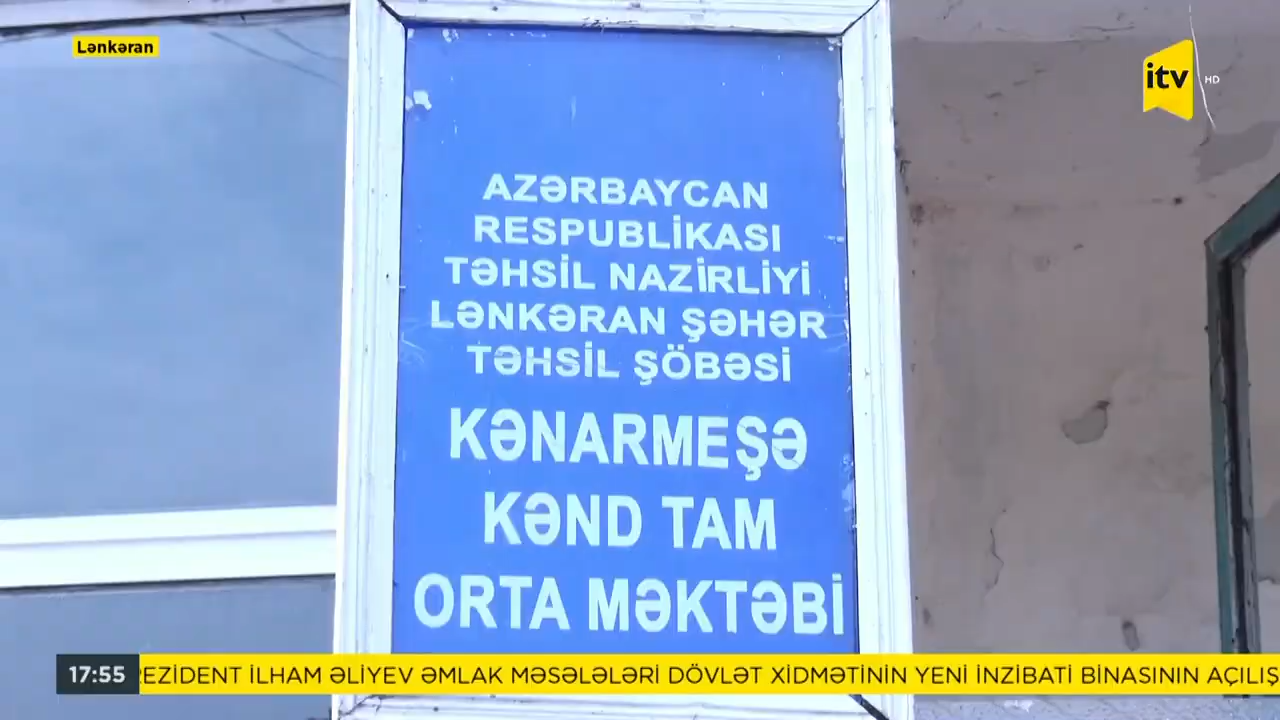 Lənkəran
itv HD
AZƏRBAYCAN
RESPUBLİKASI
TƏHSİL NAZİRLİYİ
LƏNKƏRAN ŞƏHƏR
TƏHSİL ŞÖBƏSİ
KƏNARMEŞƏ
KƏND TAM
ORTA MƏKTƏBİ
17:55 REZİDENT İLHAM ƏLİYEV ƏMLAK MƏSƏLƏLƏRİ DÖVLƏT XİDMƏTİNİN YENİ İNZİBATİ BİNASININ AÇILIŞ